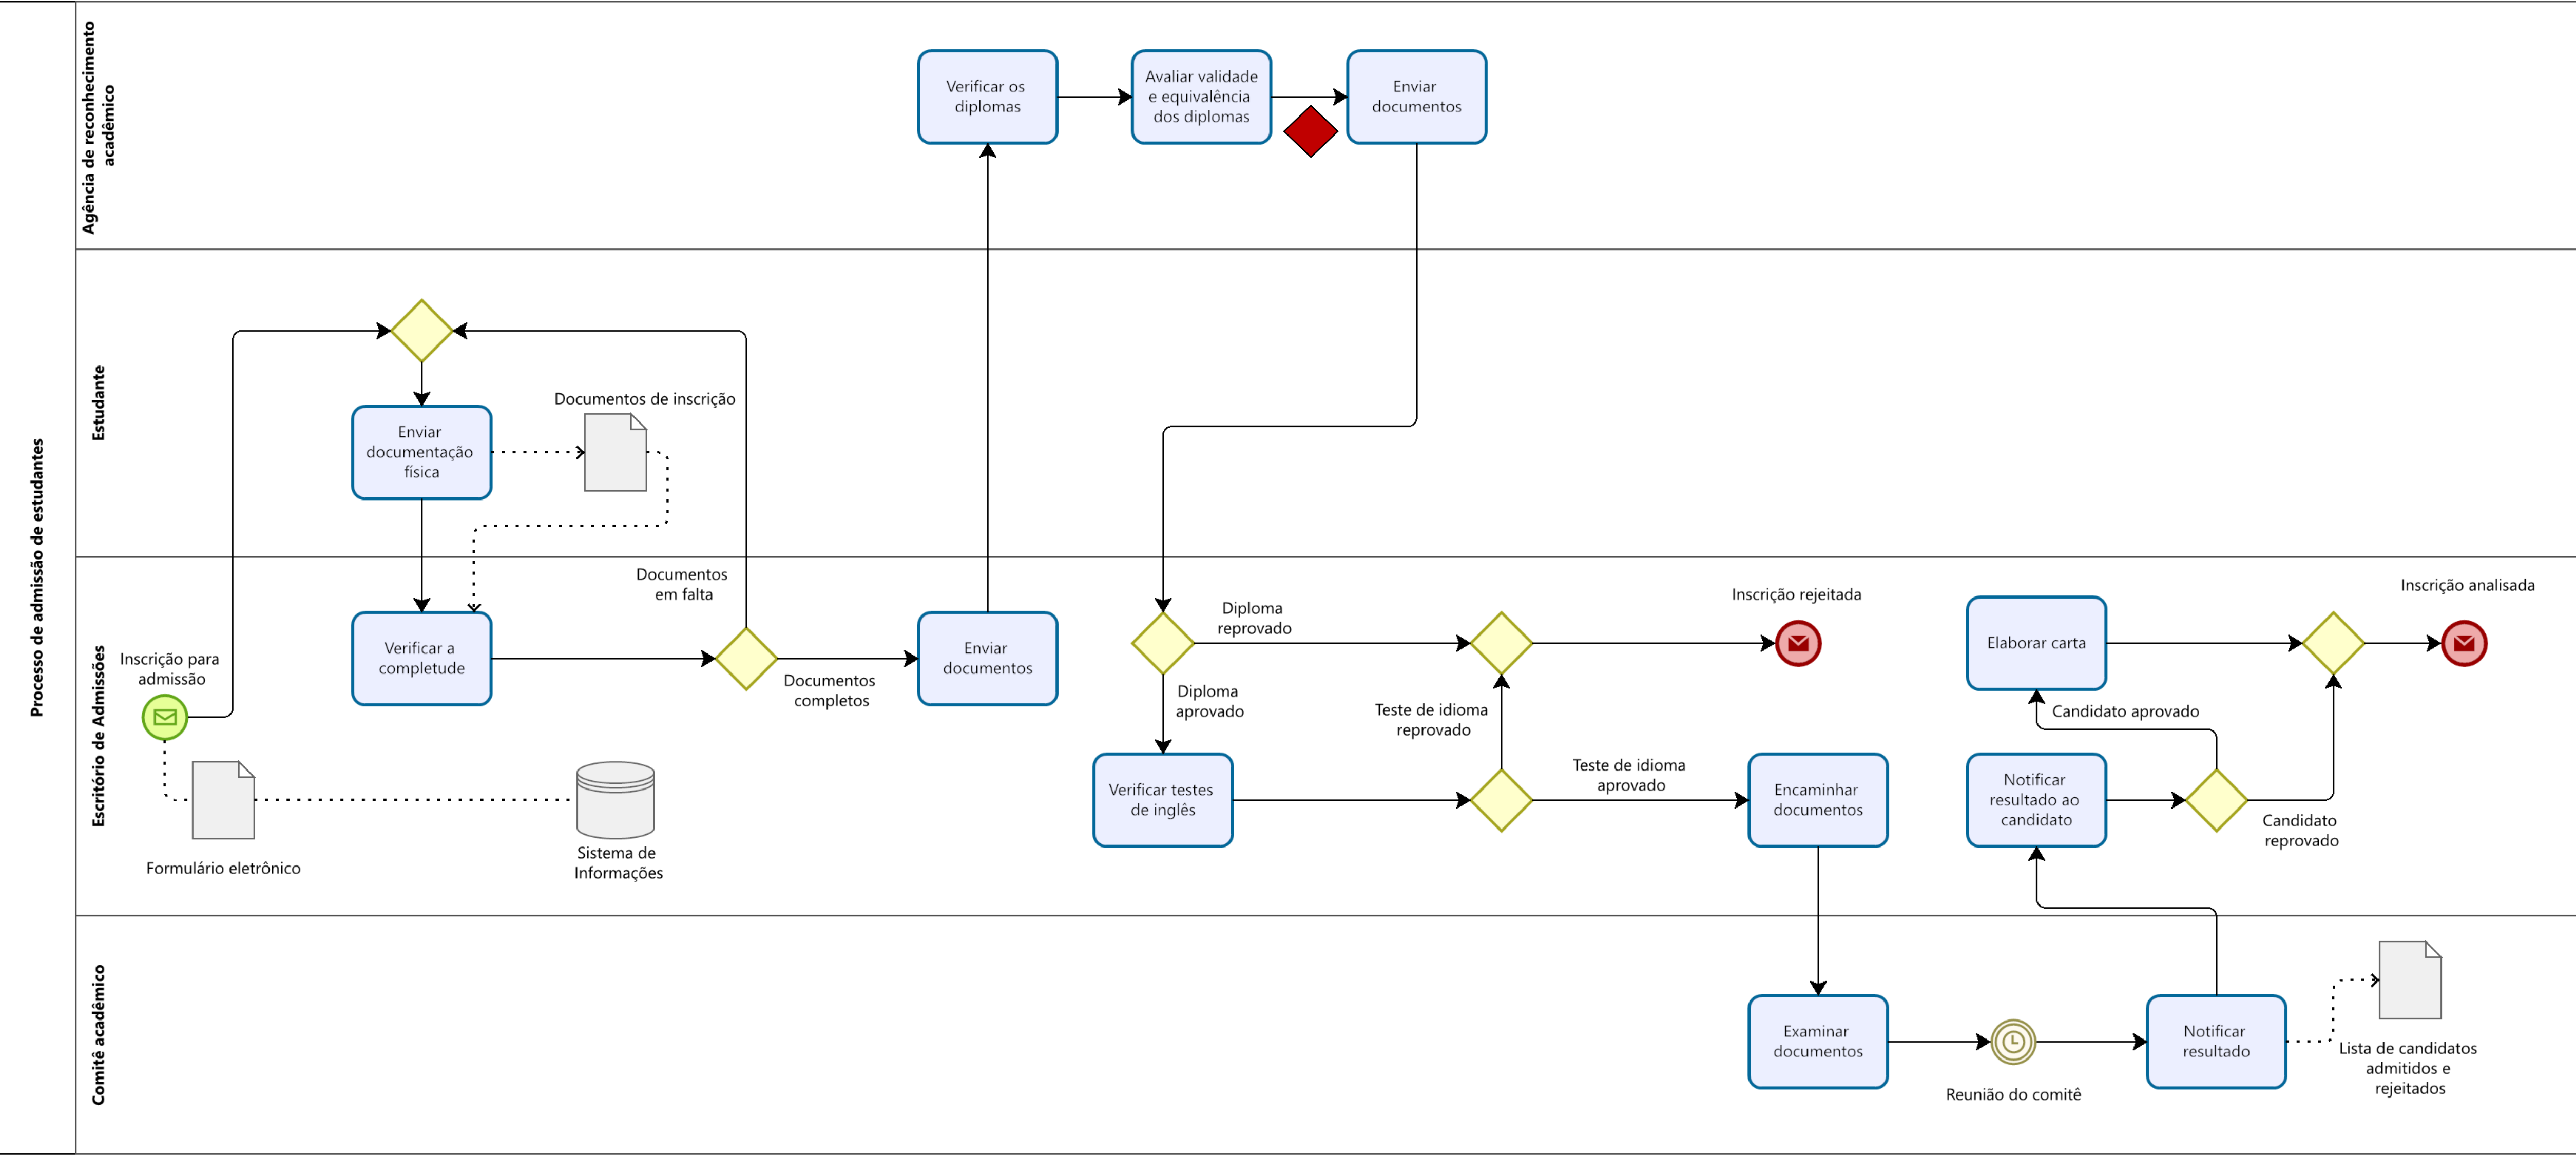 Processo de admissão de estudantes
Agência de reconhecimento
acadêmico
Verificar os
diplomas
Avaliar validade
e equivalência
dos diplomas
Enviar
documentos
Estudante
Enviar
documentação
física
Documentos de inscrição
Escritório de Admissões
Inscrição para
admissão
Formulário eletrônico
Sistema de
Informações
Verificar a
completude
Documentos
em falta
Documentos
completos
Enviar
documentos
Diploma
reprovado
Diploma
aprovado
Verificar testes
de inglês
Teste de idioma
reprovado
Teste de idioma
aprovado
Inscrição rejeitada
Encaminhar
documentos
Elaborar carta
Candidato aprovado
Notificar
resultado ao
candidato
Candidato
reprovado
Inscrição analisada
Comitê acadêmico
Examinar
documentos
Reunião do comitê
Notificar
resultado
Lista de candidatos
admitidos e
rejeitados